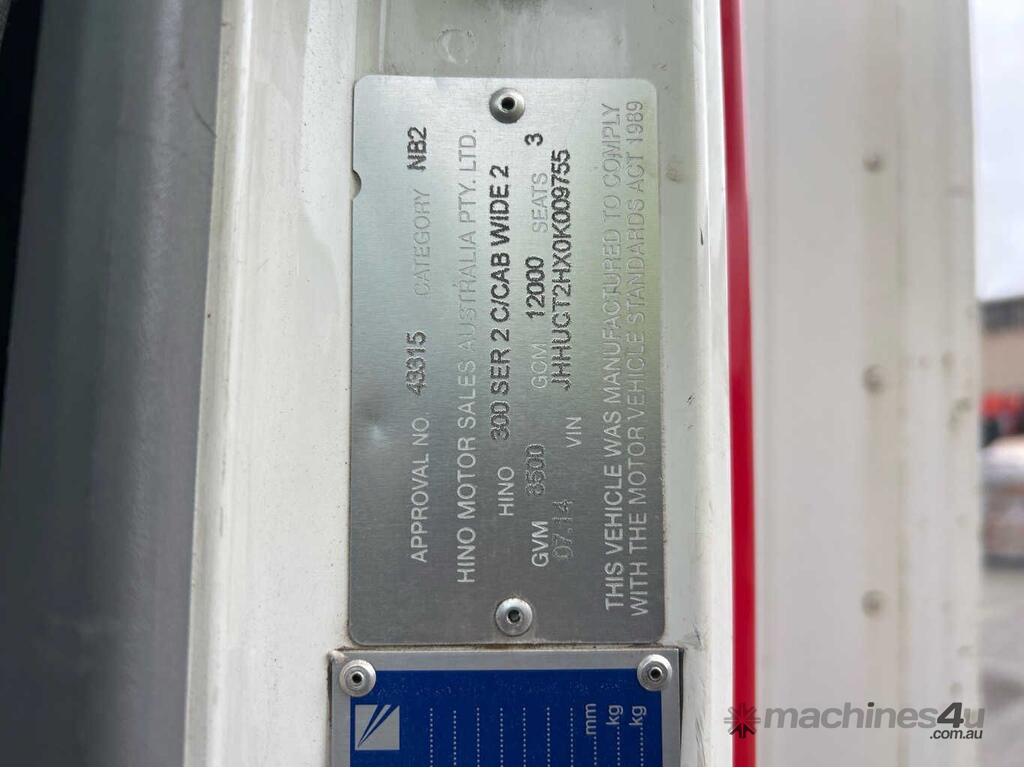 APPROVAL NO. 43315 CATEGORY NB2
HINO MOTOR SALES AUSTRALIA PTY. LTD.
HINO 300 SER 2 C/CAB WIDE 2
GVM 8500 GCM 12000 SEATS 3
07.14 VIN JHHUCT2HX0K009755
THIS VEHICLE WAS MANUFACTURED TO COMPLY
WITH THE MOTOR VEHICLE STANDARDS ACT 1989
mm
kg
kg
machines4u
.com.au